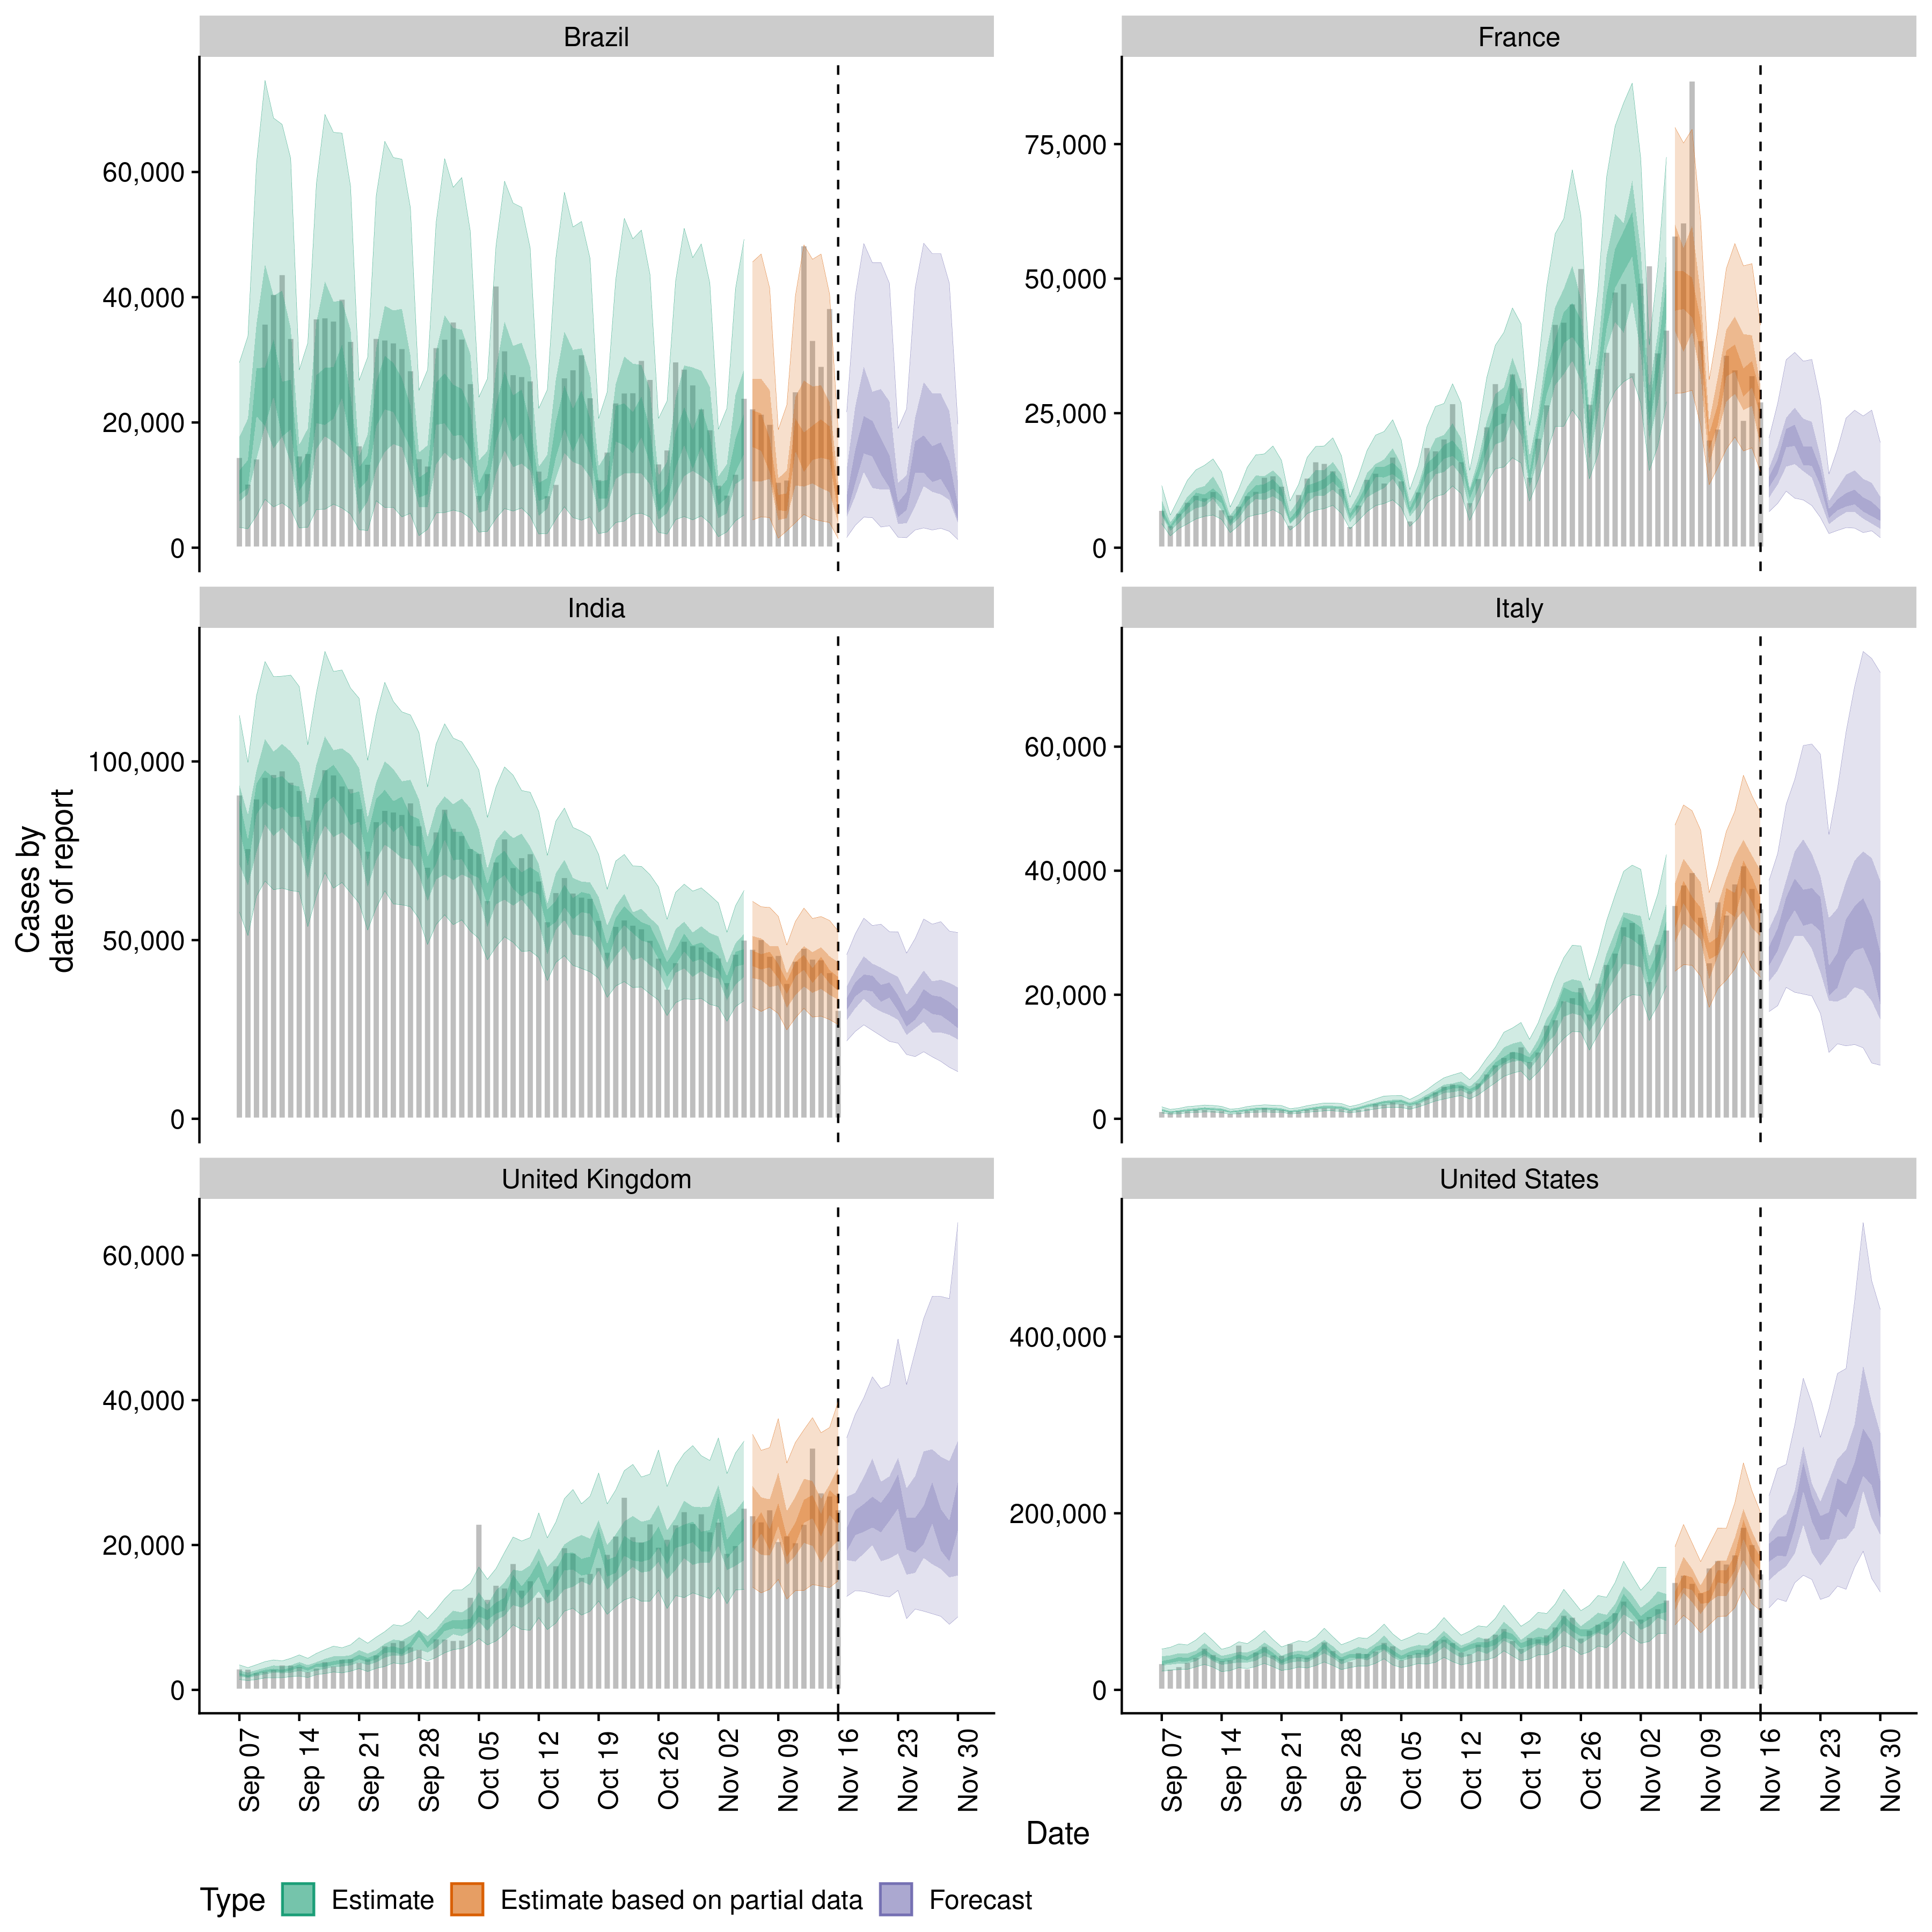 Brazil
France
60,000
40,000
20,000
0
75,000
50,000
25,000
0
India
Italy
100,000
50,000
0
60,000
40,000
20,000
0
United Kingdom
United States
60,000
40,000
20,000
0
400,000
200,000
0
Cases by
date of report
Sep 07
Sep 14
Sep 21
Sep 28
Oct 05
Oct 12
Oct 19
Oct 26
Nov 02
Nov 09
Nov 16
Nov 23
Nov 30
Sep 07
Sep 14
Sep 21
Sep 28
Oct 05
Oct 12
Oct 19
Oct 26
Nov 02
Nov 09
Nov 16
Nov 23
Nov 30
Date
Type Estimate Estimate based on partial data Forecast